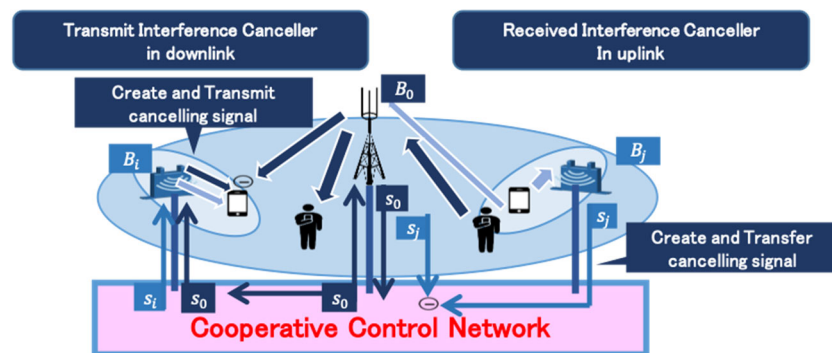 Transmit Interference Canceller
in downlink
Received Interference Canceller
In uplink
Create and Transmit
cancelling signal
B₀
Bᵢ
Bⱼ
s₀
sⱼ
sⱼ
Create and Transfer
cancelling signal
sᵢ
s₀
s₀
Cooperative Control Network